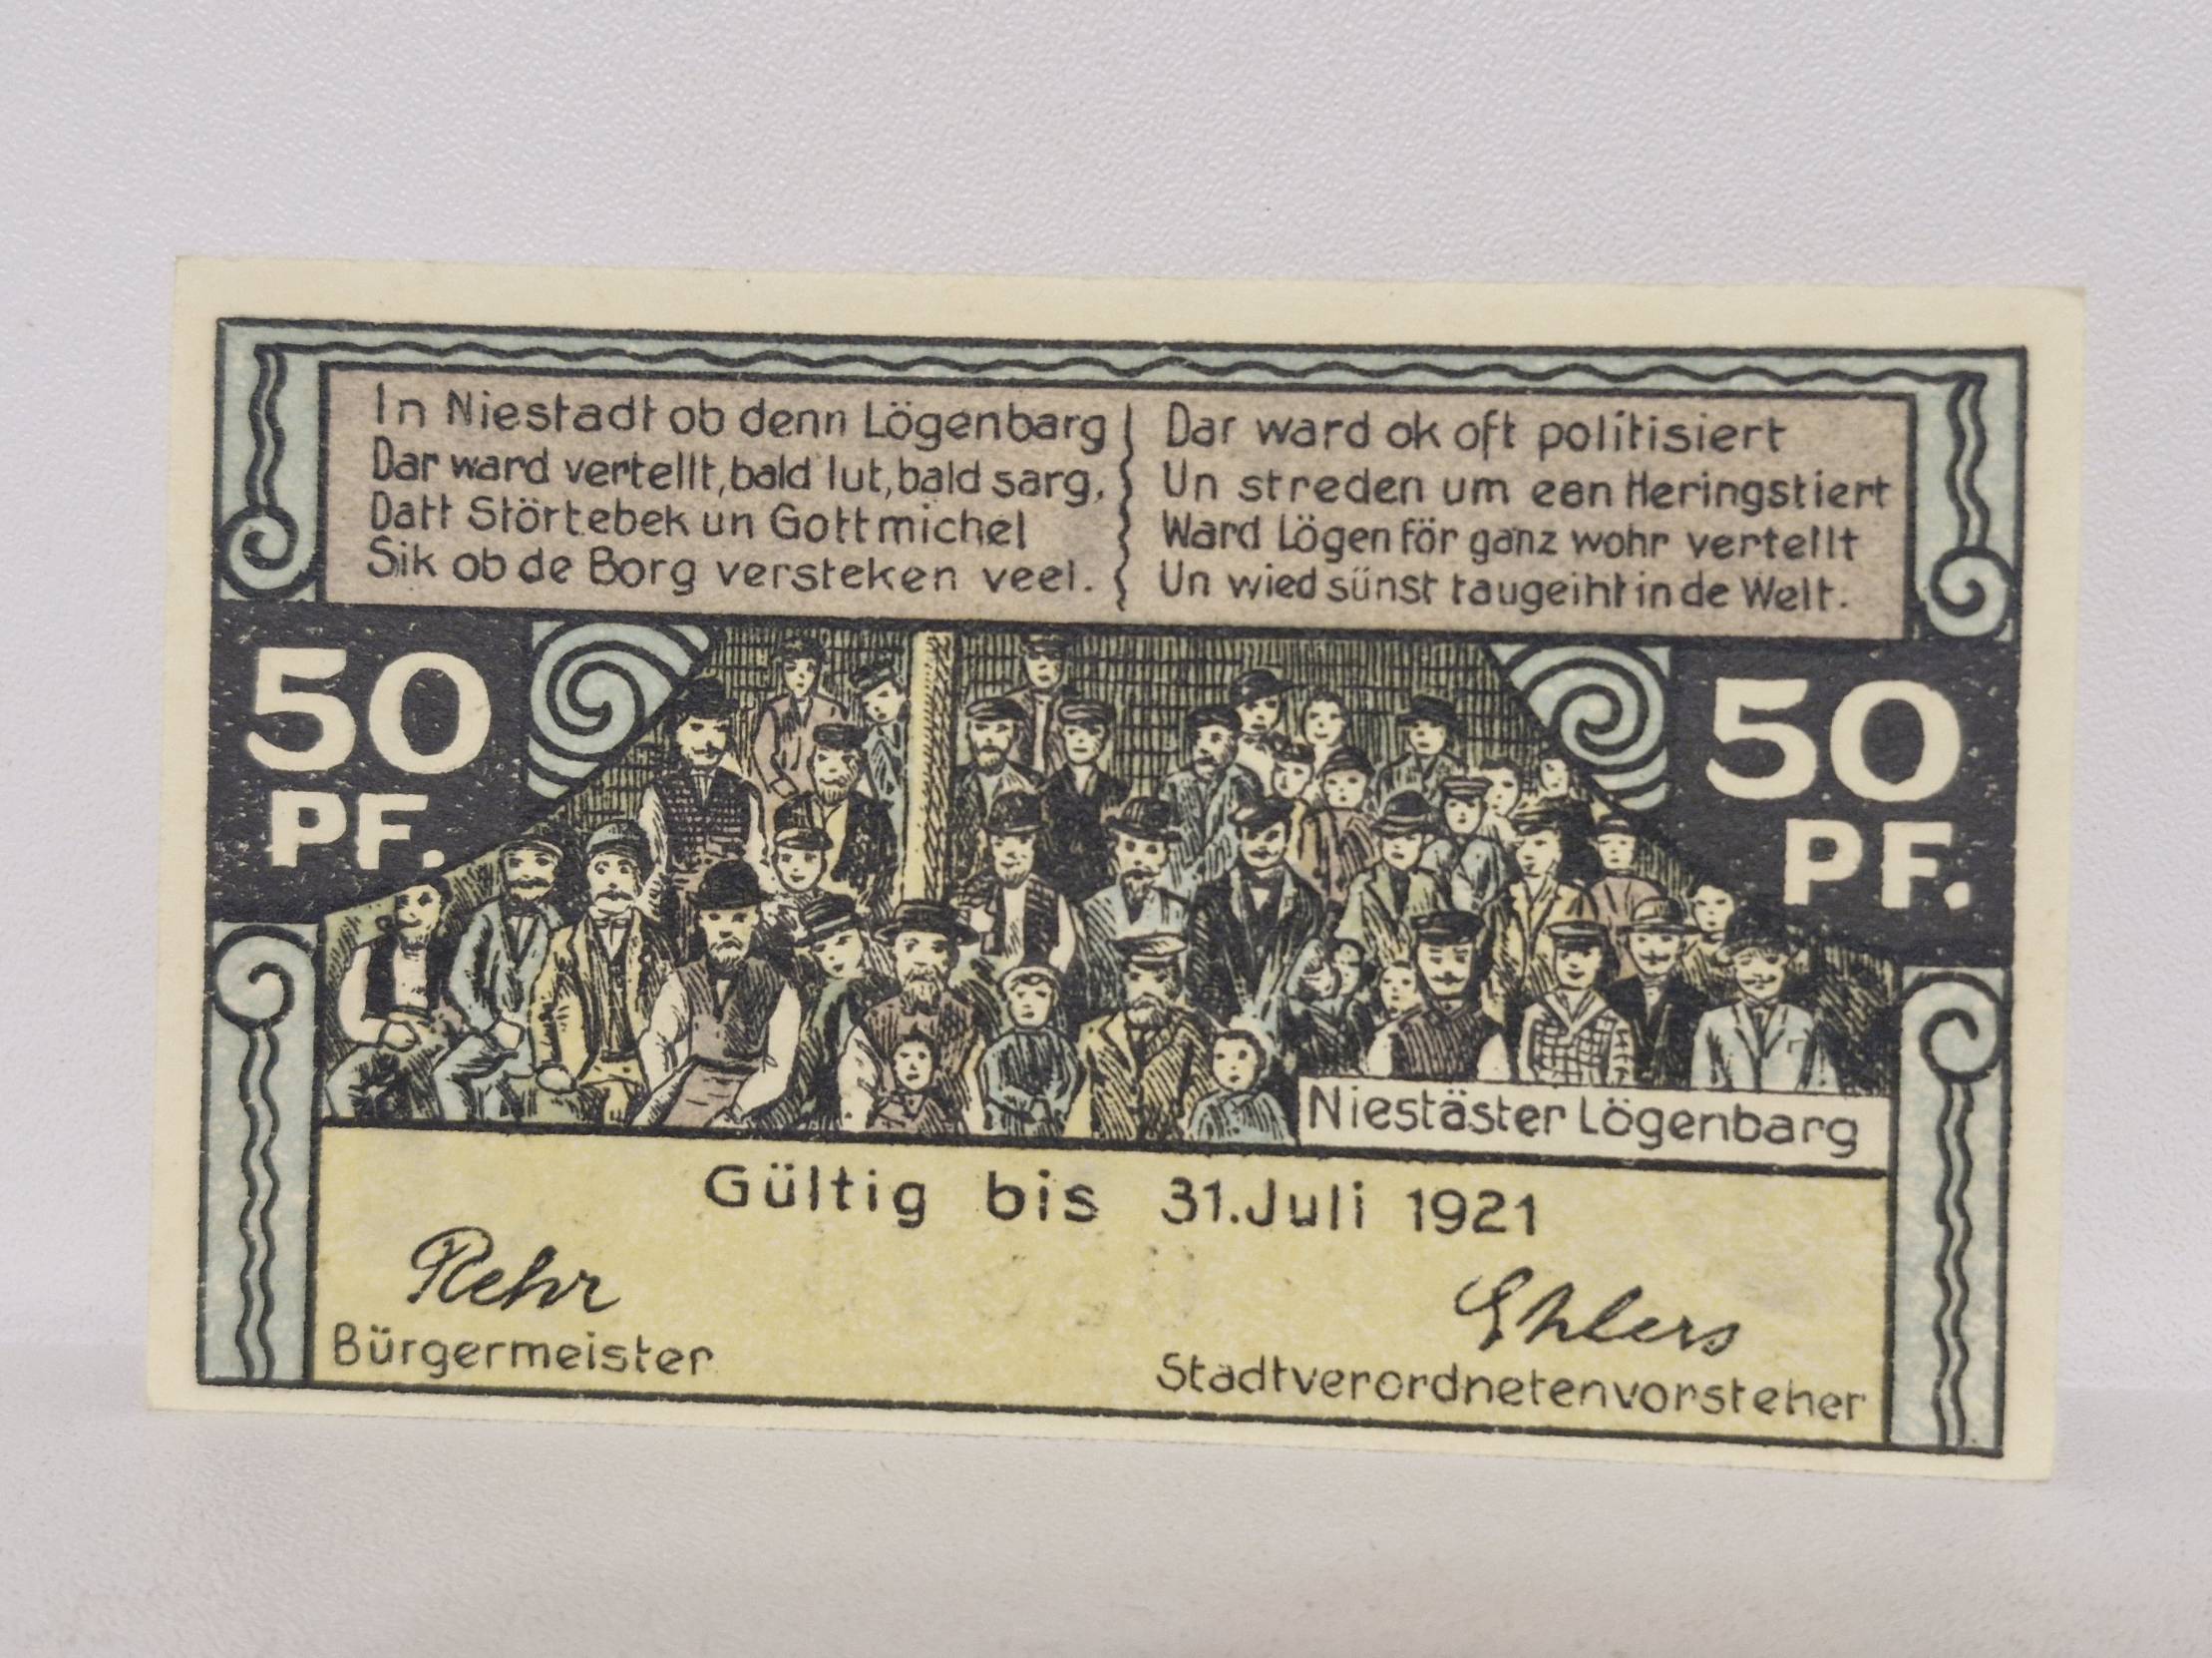 In Niestadt ob denn Lögenbarg
Dar ward vertellt, bald lut, bald sarg,
Datt Störtebek un Gottmichel
Sik ob de Borg versteken veel.
Dar ward ok oft politisiert
Un streden um een Heringstiert
Ward Lögen för ganz wohr vertellt
Un wied sünst taugeiht in de Welt.
50
PF.
50
PF.
Niestäster Lögenbarg
Gültig bis 31. Juli 1921
Rehr
Bürgermeister
Ehlers
Stadtverordnetenvorsteher